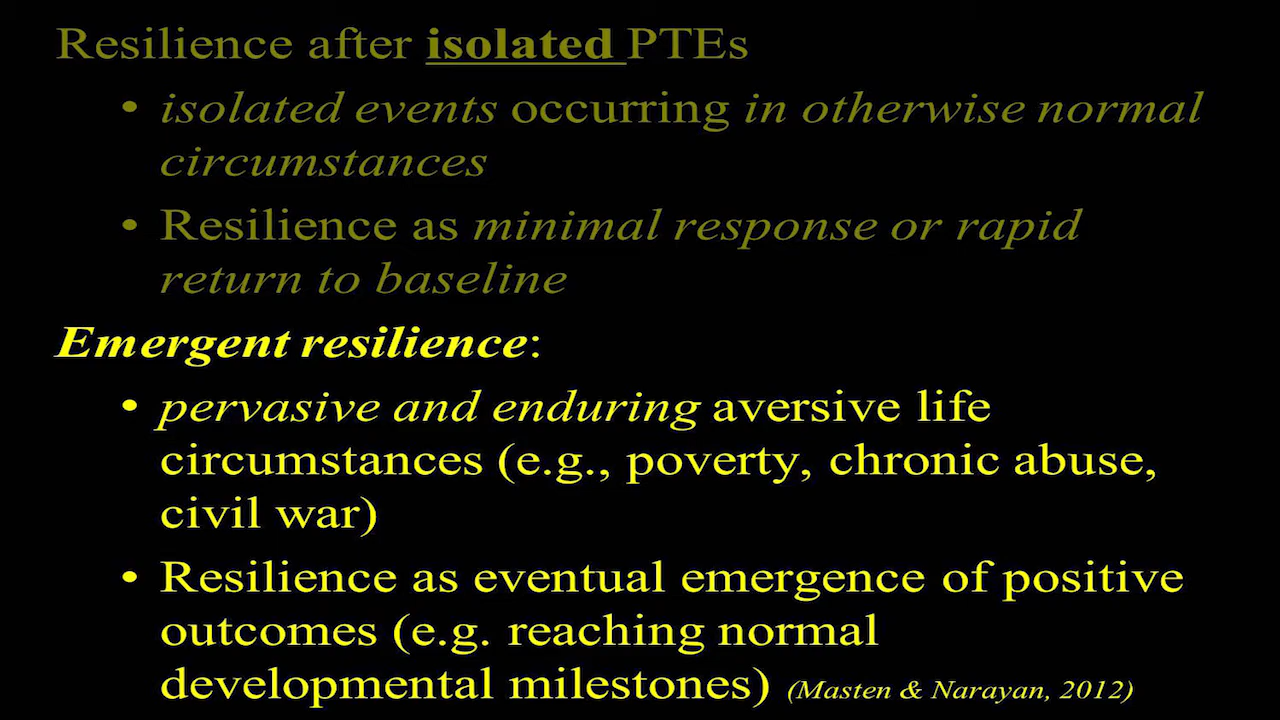 Resilience after isolated PTEs
• isolated events occurring in otherwise normal
circumstances
• Resilience as minimal response or rapid
return to baseline
Emergent resilience:
• pervasive and enduring aversive life
circumstances (e.g., poverty, chronic abuse,
civil war)
• Resilience as eventual emergence of positive
outcomes (e.g. reaching normal
developmental milestones) (Masten & Narayan, 2012)